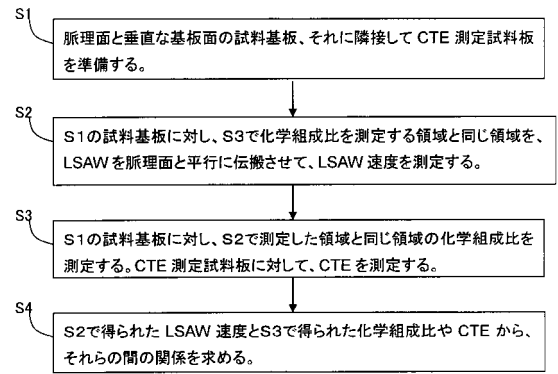 S1
脈理面と垂直な基板面の試料基板、それに隣接して CTE 測定試料板
を準備する。
S2
S1の試料基板に対し、S3で化学組成比を測定する領域と同じ領域を、
LSAWを脈理面と平行に伝搬させて、LSAW 速度を測定する。
S3
S1の試料基板に対し、S2で測定した領域と同じ領域の化学組成比を
測定する。CTE 測定試料板に対して、CTEを測定する。
S4
S2で得られた LSAW 速度とS3で得られた化学組成比や CTE から、
それらの間の関係を求める。